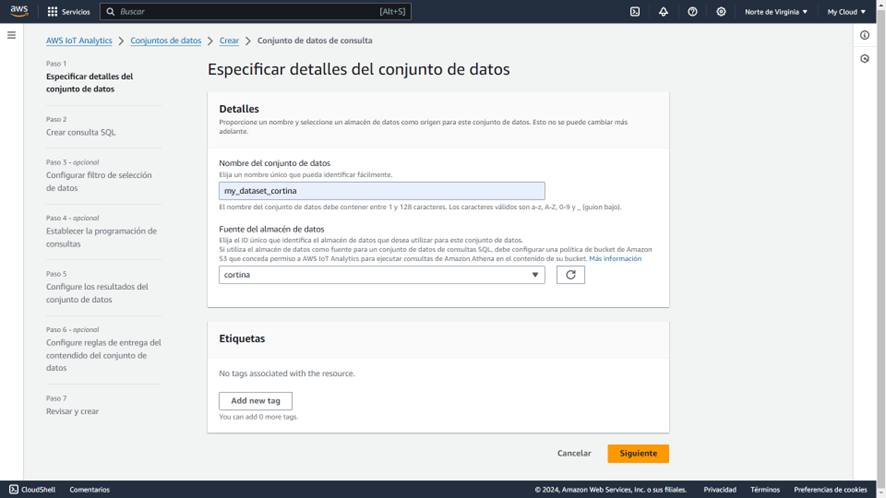 aws
Servicios
Buscar
[Alt+S]
Norte de Virginia
My Cloud
AWS IoT Analytics
Conjuntos de datos
Crear
Conjunto de datos de consulta
Paso 1
Especificar detalles del
conjunto de datos
Paso 2
Crear consulta SQL
Paso 3 - opcional
Configurar filtro de selección
de datos
Paso 4 - opcional
Establecer la programación de
consultas
Paso 5
Configure los resultados del
conjunto de datos
Paso 6 - opcional
Configure reglas de entrega del
contenido del conjunto de
datos
Paso 7
Revisar y crear
Especificar detalles del conjunto de datos
Detalles
Proporcione un nombre y seleccione un almacén de datos como origen para este conjunto de datos. Esto no se puede cambiar más
adelante.
Nombre del conjunto de datos
Elija un nombre único que pueda identificar fácilmente.
my_dataset_cortina
El nombre del conjunto de datos debe contener entre 1 y 128 caracteres. Los caracteres válidos son a-z, A-Z, 0-9 y _ (guion bajo).
Fuente del almacén de datos
Elija el ID único que identifica el almacén de datos que desea utilizar para este conjunto de datos.
Si utiliza el almacén de datos como fuente para un conjunto de datos de consultas SQL, debe configurar una política de bucket de Amazon
S3 que conceda permiso a AWS IoT Analytics para ejecutar consultas de Amazon Athena en el contenido de su bucket. Más información
cortina
Etiquetas
No tags associated with the resource.
Add new tag
You can add 0 more tags.
Cancelar
Siguiente
CloudShell
Comentarios
© 2024, Amazon Web Services, Inc. o sus filiales.
Privacidad
Términos
Preferencias de cookies